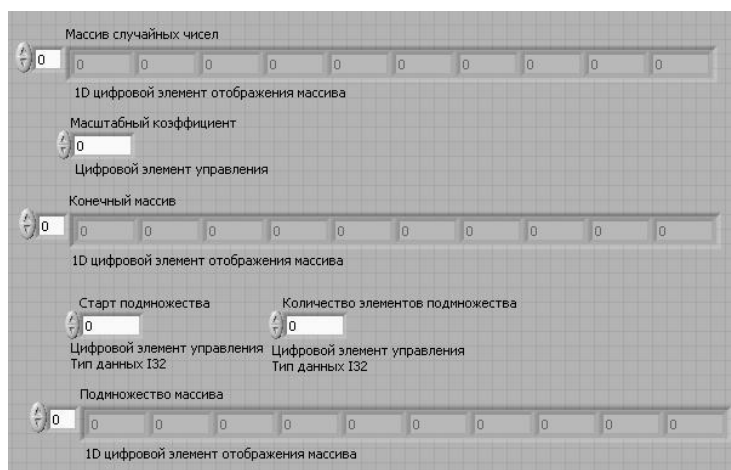 Массив случайных чисел
0 0 0 0 0 0 0 0 0 0 0
1D цифровой элемент отображения массива
Масштабный коэффициент
0
Цифровой элемент управления
Конечный массив
0 0 0 0 0 0 0 0 0 0 0
1D цифровой элемент отображения массива
Старт подмножества Количество элементов подмножества
0 0
Цифровой элемент управления Цифровой элемент управления
Тип данных I32 Тип данных I32
Подмножество массива
0 0 0 0 0 0 0 0 0 0 0
1D цифровой элемент отображения массива